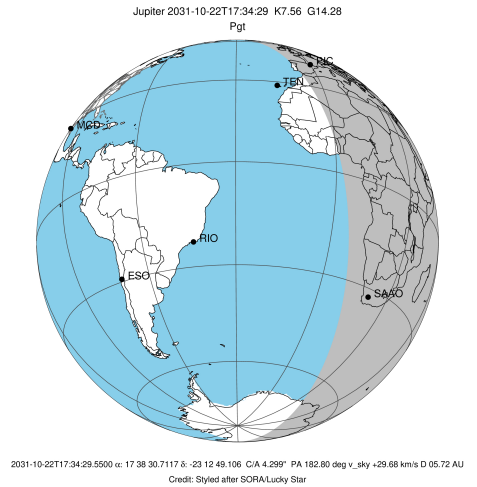 Jupiter 2031-10-22T17:34:29 K7.56 G14.28
Pgt
PIC
TEN
MCD
RIO
ESO
SAAO
2031-10-22T17:34:29.5500 α: 17 38 30.7117 δ: -23 12 49.106 C/A 4.299" PA 182.80 deg v_sky +29.68 km/s D 05.72 AU
Credit: Styled after SORA/Lucky Star